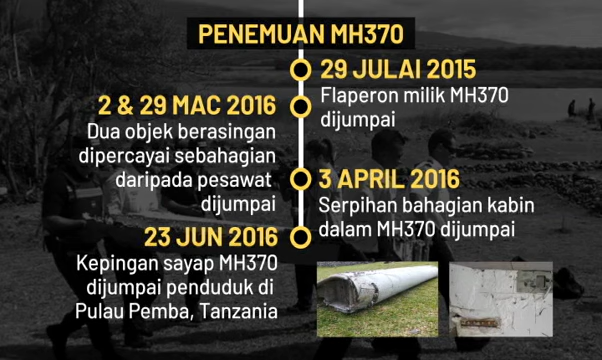 PENEMUAN MH370
29 JULAI 2015
Flaperon milik MH370
dijumpai
2 & 29 MAC 2016
Dua objek berasingan
dipercayai sebahagian
daripada pesawat
dijumpai
3 APRIL 2016
Serpihan bahagian kabin
dalam MH370 dijumpai
23 JUN 2016
Kepingan sayap MH370
dijumpai penduduk di
Pulau Pemba, Tanzania